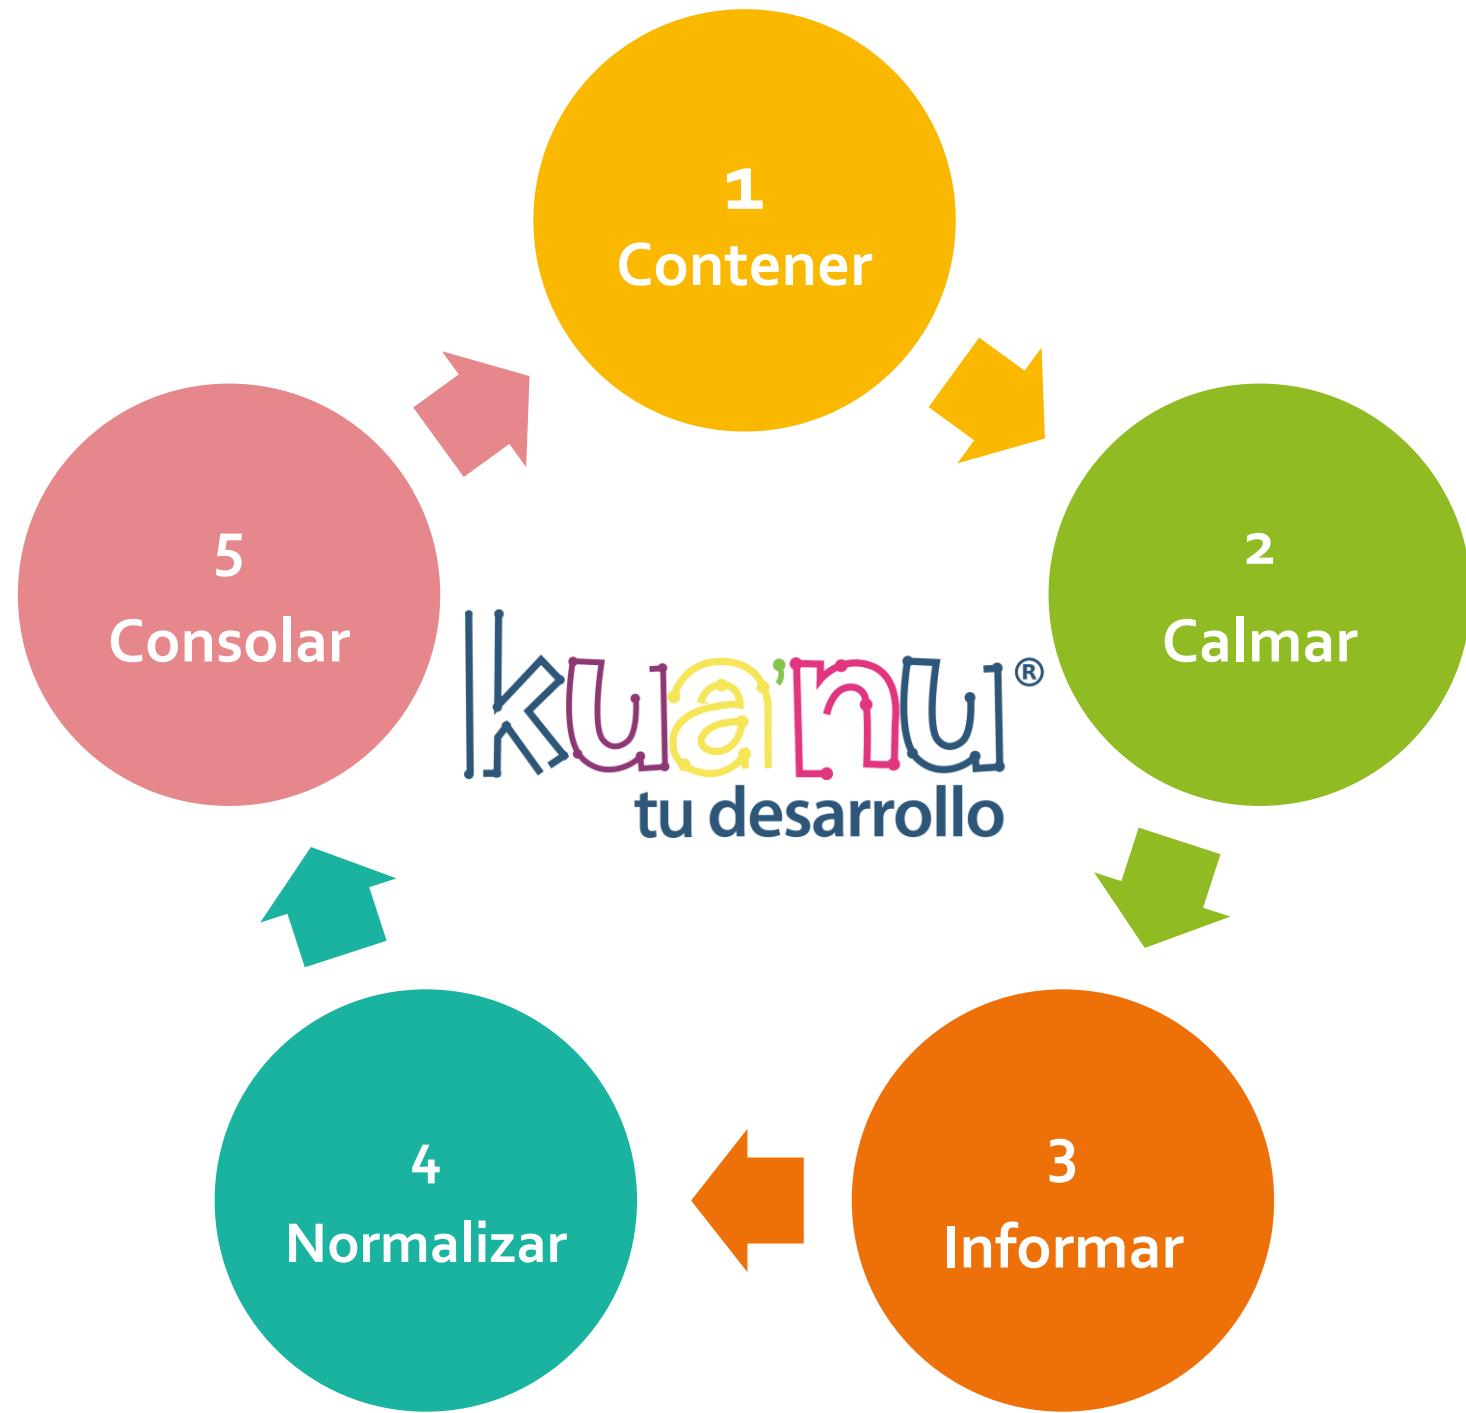 1
Contener
2
Calmar
3
Informar
4
Normalizar
5
Consolar
kua'nu®
tu desarrollo